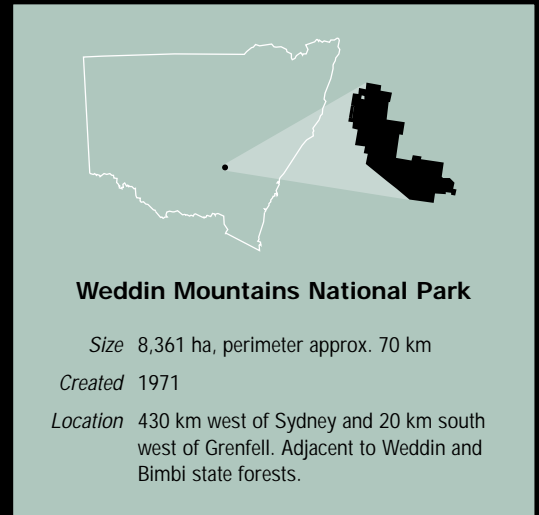 Weddin Mountains National Park
Size 8,361 ha, perimeter approx. 70 km
Created 1971
Location 430 km west of Sydney and 20 km south
west of Grenfell. Adjacent to Weddin and
Bimbi state forests.